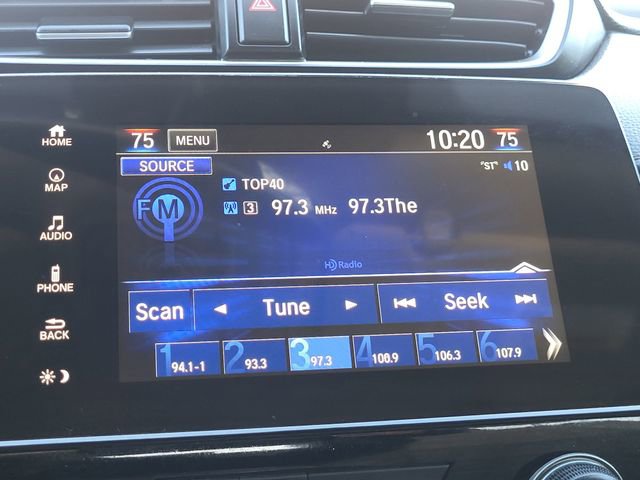 75 MENU 10:20 75
SOURCE "ST" 10
FM
TOP40
3 97.3 MHz 97.3The
HD Radio
Scan Tune Seek
1 94.1-1 2 93.3 3 97.3 4 100.9 5 106.3 6 107.9
HOME
MAP
AUDIO
PHONE
BACK